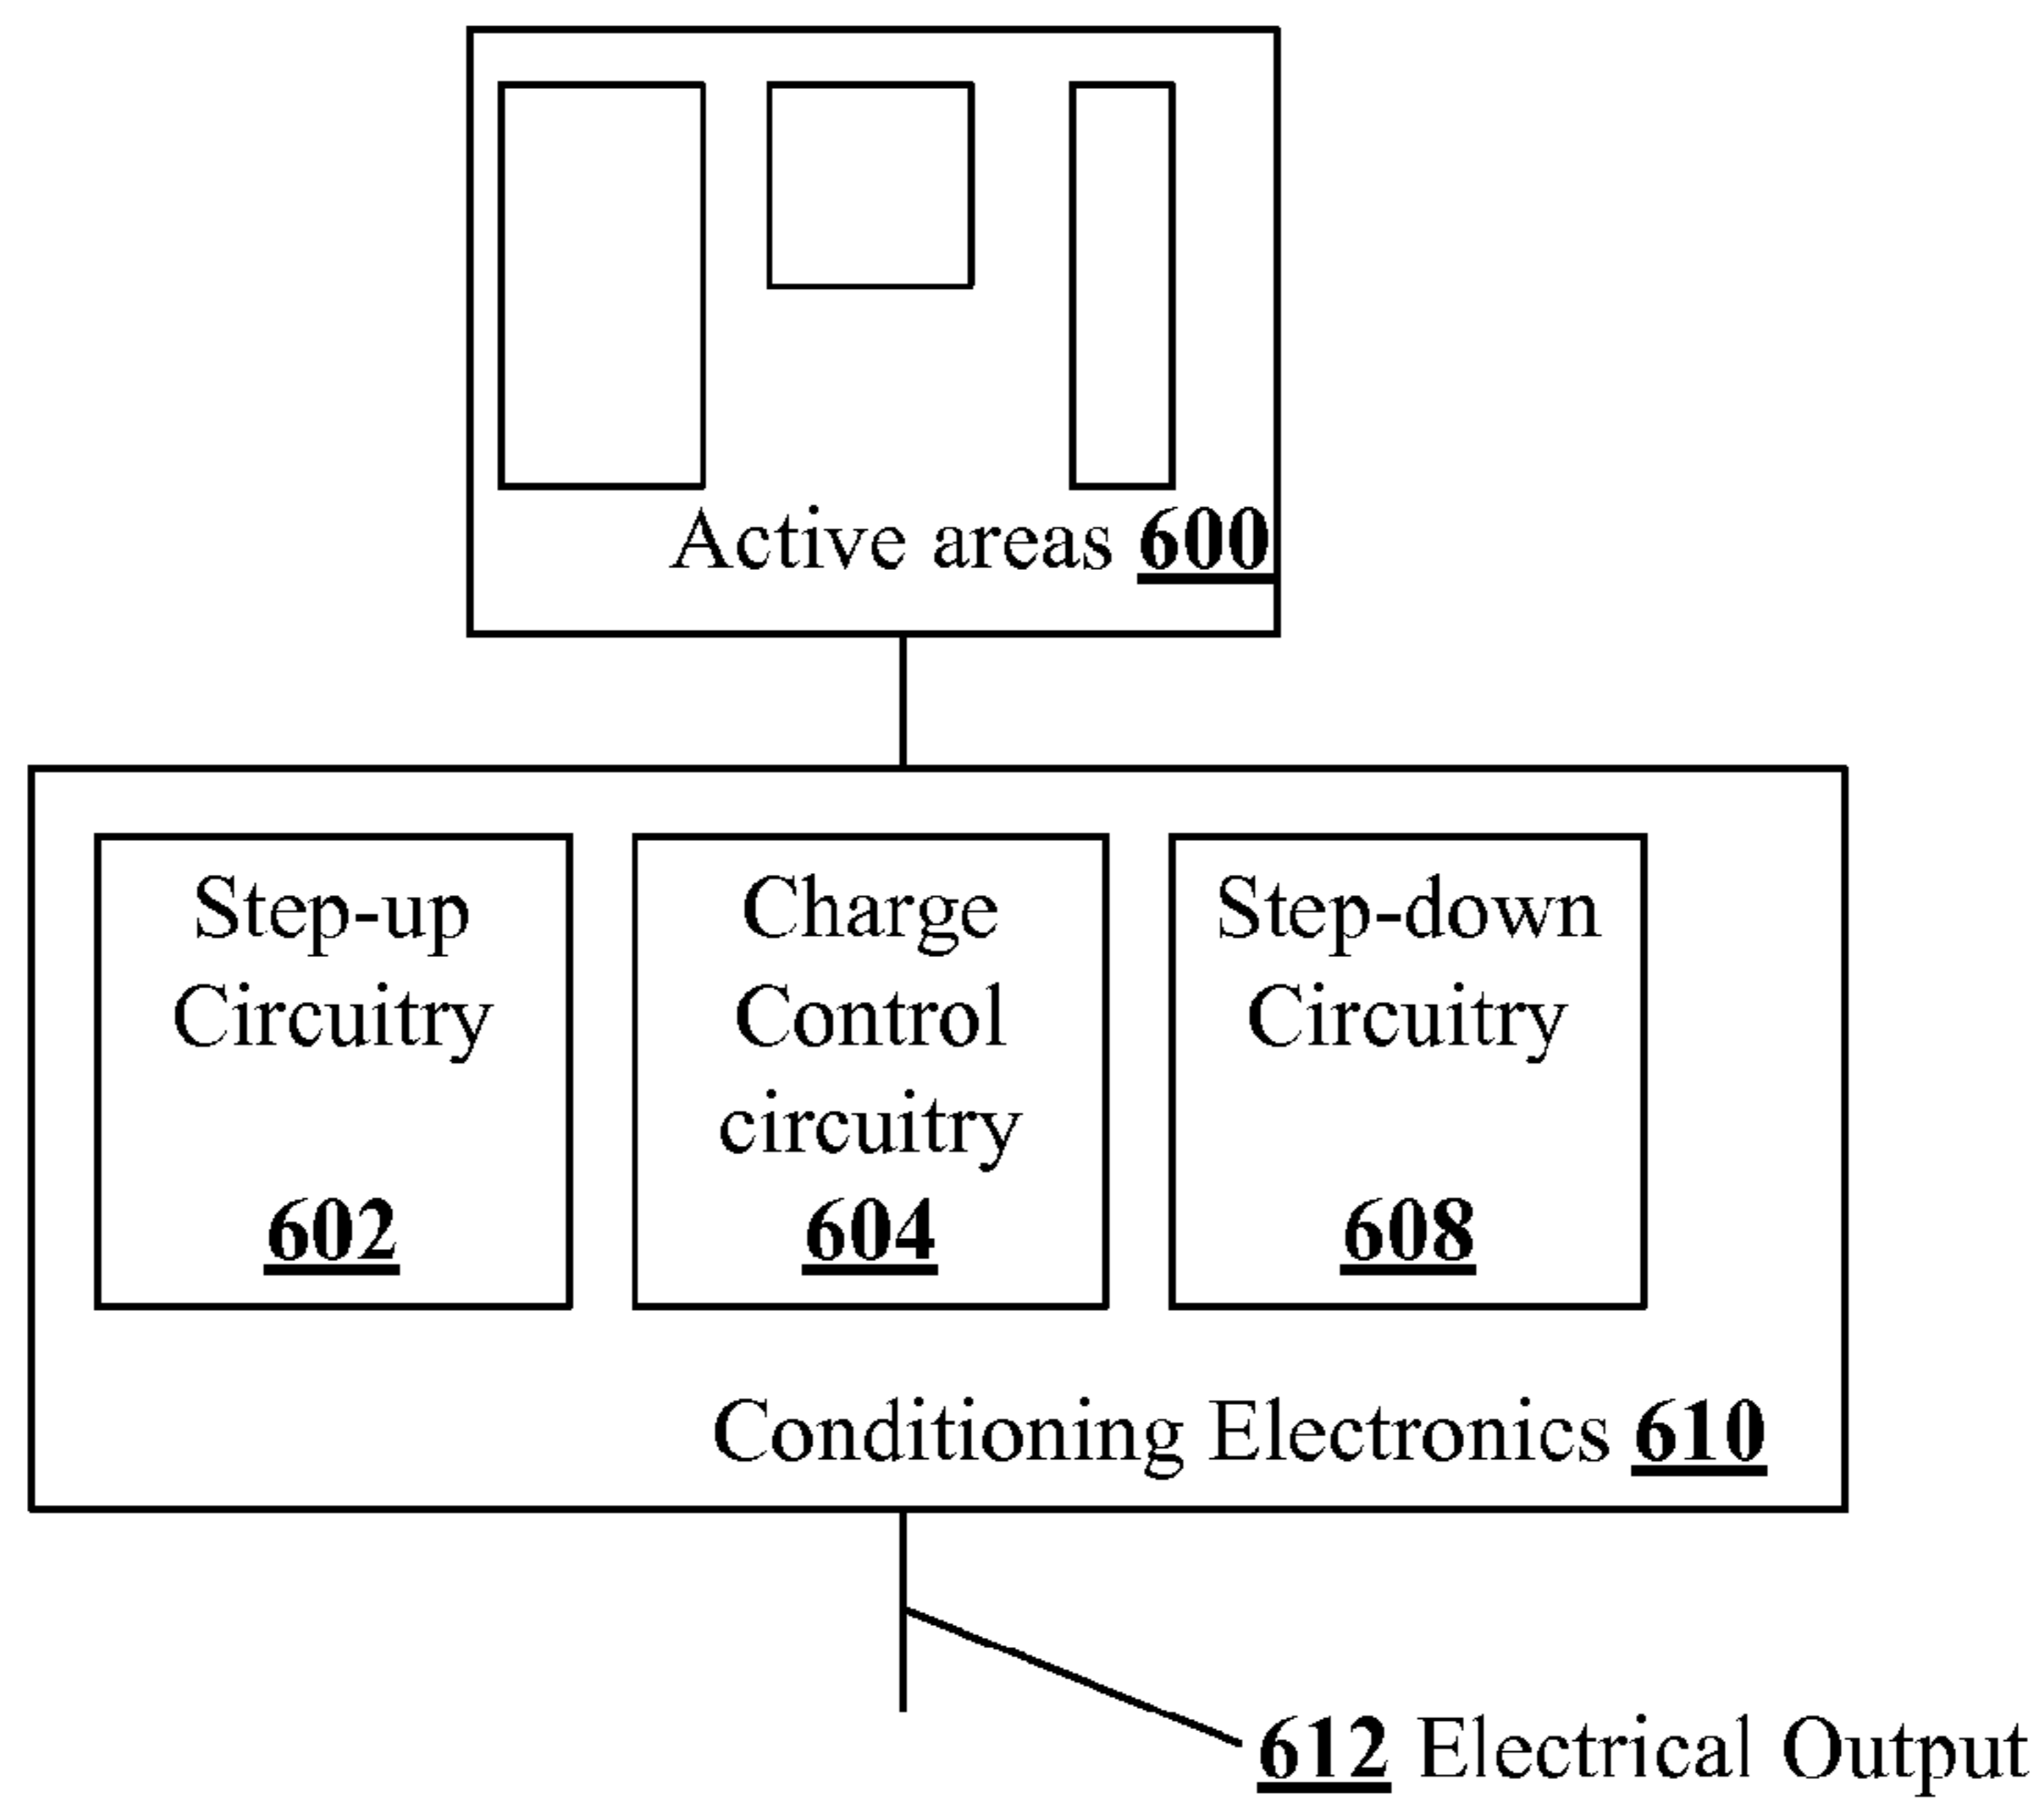 Active areas 600
Step-up
Circuitry
602
Charge
Control
circuitry
604
Step-down
Circuitry
608
Conditioning Electronics 610
612 Electrical Output